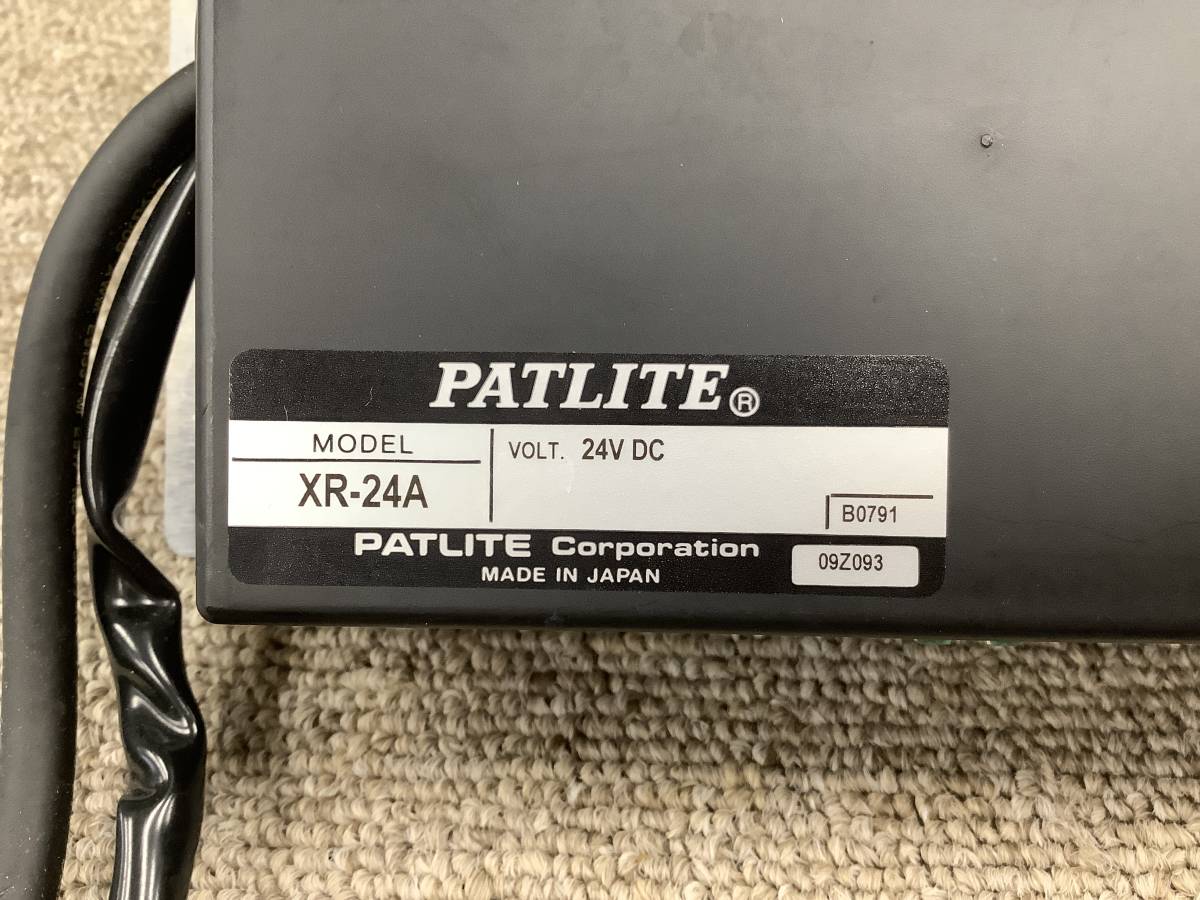 PATLITE®
MODEL
XR-24A
VOLT. 24V DC
B0791
PATLITE Corporation
MADE IN JAPAN
09Z093